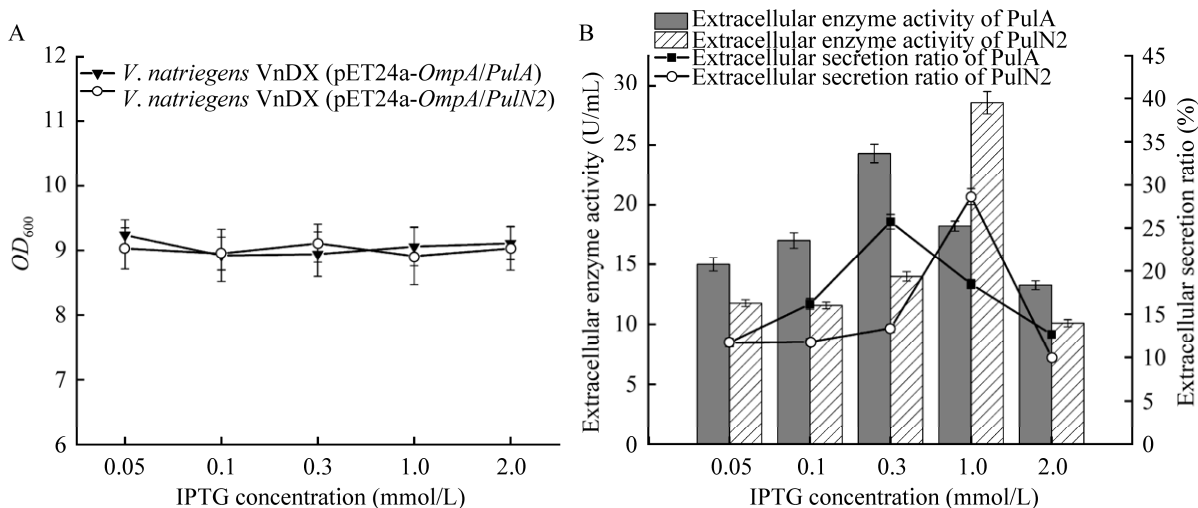 A
V. natriegens VnDX (pET24a-OmpA/PulA)
V. natriegens VnDX (pET24a-OmpA/PulN2)
12
11
10
9
8
7
6
OD600
0.05 0.1 0.3 1.0 2.0
IPTG concentration (mmol/L)
B
Extracellular enzyme activity of PulA
Extracellular enzyme activity of PulN2
Extracellular secretion ratio of PulA
Extracellular secretion ratio of PulN2
30
25
20
15
10
5
0
Extracellular enzyme activity (U/mL)
45
40
35
30
25
20
15
10
5
0
Extracellular secretion ratio (%)
0.05 0.1 0.3 1.0 2.0
IPTG concentration (mmol/L)